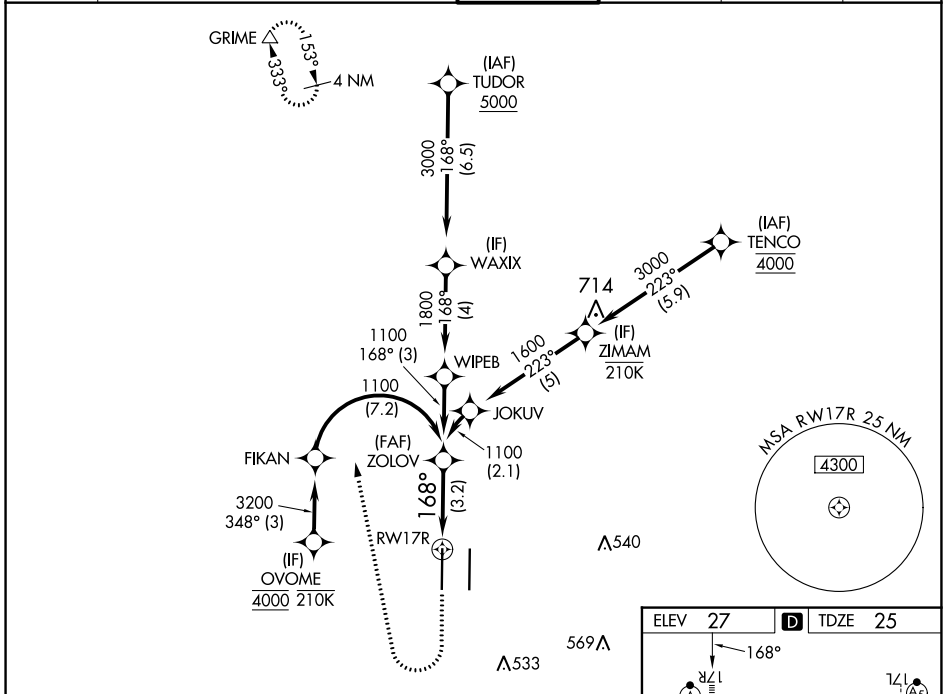 GRIME
153°
333°
4 NM
(IAF)
TUDOR
5000
3000
168°
(6.5)
(IF)
WAXIX
(IAF)
TENCO
4000
3000
223°
(5.9)
714
(IF)
ZIMAM
210K
1800
168°
(4)
1100
168° (3)
WIPEB
1600
223°
(5)
JOKUV
1100
(7.2)
FIKAN
(FAF)
ZOLOV
1100
(2.1)
168°
(3.2)
3200
348° (3)
(IF)
OVOME
4000 210K
RW17R
540
569
533
MSA RW17R 25 NM
4300
ELEV 27 D TDZE 25
168°
17R
17L
A5